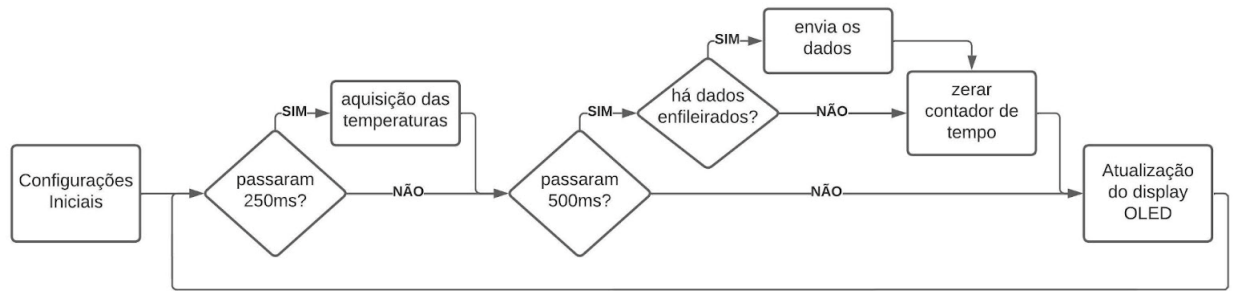 Configurações
Iniciais
passaram
250ms?
SIM
aquisição das
temperaturas
NÃO
passaram
500ms?
SIM
há dados
enfileirados?
SIM
envia os
dados
NÃO
zerar
contador de
tempo
NÃO
Atualização
do display
OLED